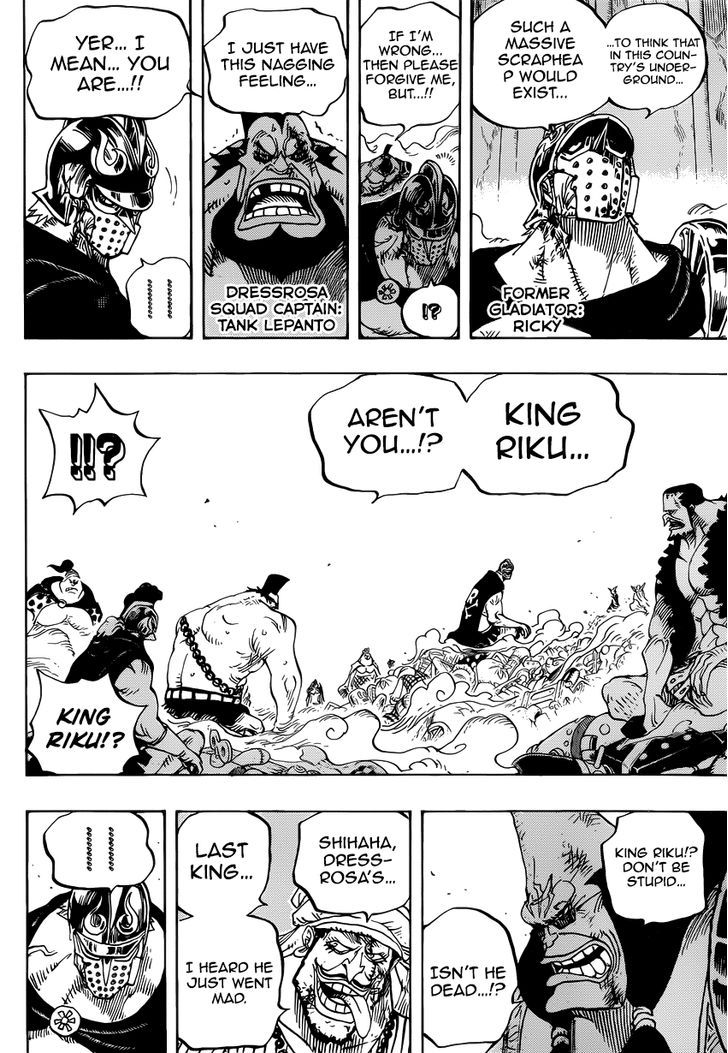 ...TO THINK THAT
IN THIS COUN-
TRY'S UNDER-
GROUND...
SUCH A
MASSIVE
SCRAPHEA
P WOULD
EXIST...
FORMER
GLADIATOR:
RICKY
IF I'M
WRONG...
THEN PLEASE
FORGIVE ME,
BUT...!!
!?
I JUST HAVE
THIS NAGGING
FEELING...
DRESSROSA
SQUAD CAPTAIN:
TANK LEPANTO
YER... I
MEAN... YOU
ARE...!!
KING
RIKU...
AREN'T
YOU...!?
!!?
KING
RIKU!?
KING RIKU!?
DON'T BE
STUPID...
ISN'T HE
DEAD...!?
SHIHAHA,
DRESS-
ROSA'S...
LAST
KING...
I HEARD HE
JUST WENT
MAD.